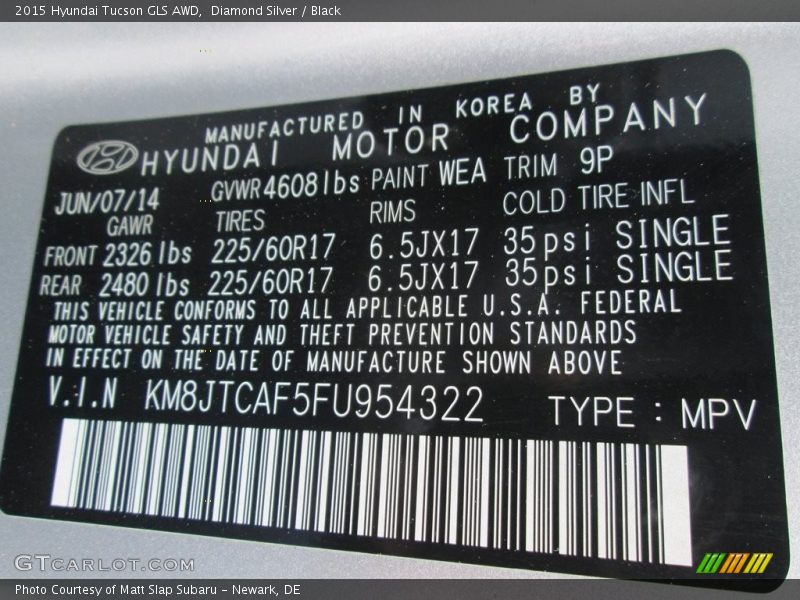 2015 Hyundai Tucson GLS AWD,  Diamond Silver / Black
MANUFACTURED IN KOREA BY
HYUNDAI MOTOR COMPANY
JUN/07/14 GVWR 4608 lbs PAINT WEA TRIM 9P
GAWR TIRES RIMS COLD TIRE INFL
FRONT 2326 lbs 225/60R17 6.5JX17 35psi SINGLE
REAR 2480 lbs 225/60R17 6.5JX17 35psi SINGLE
THIS VEHICLE CONFORMS TO ALL APPLICABLE U.S.A. FEDERAL
MOTOR VEHICLE SAFETY AND THEFT PREVENTION STANDARDS
IN EFFECT ON THE DATE OF MANUFACTURE SHOWN ABOVE
V.I.N KM8JTCAF5FU954322 TYPE : MPV
GTCARLOT.COM
Photo Courtesy of Matt Slap Subaru - Newark, DE